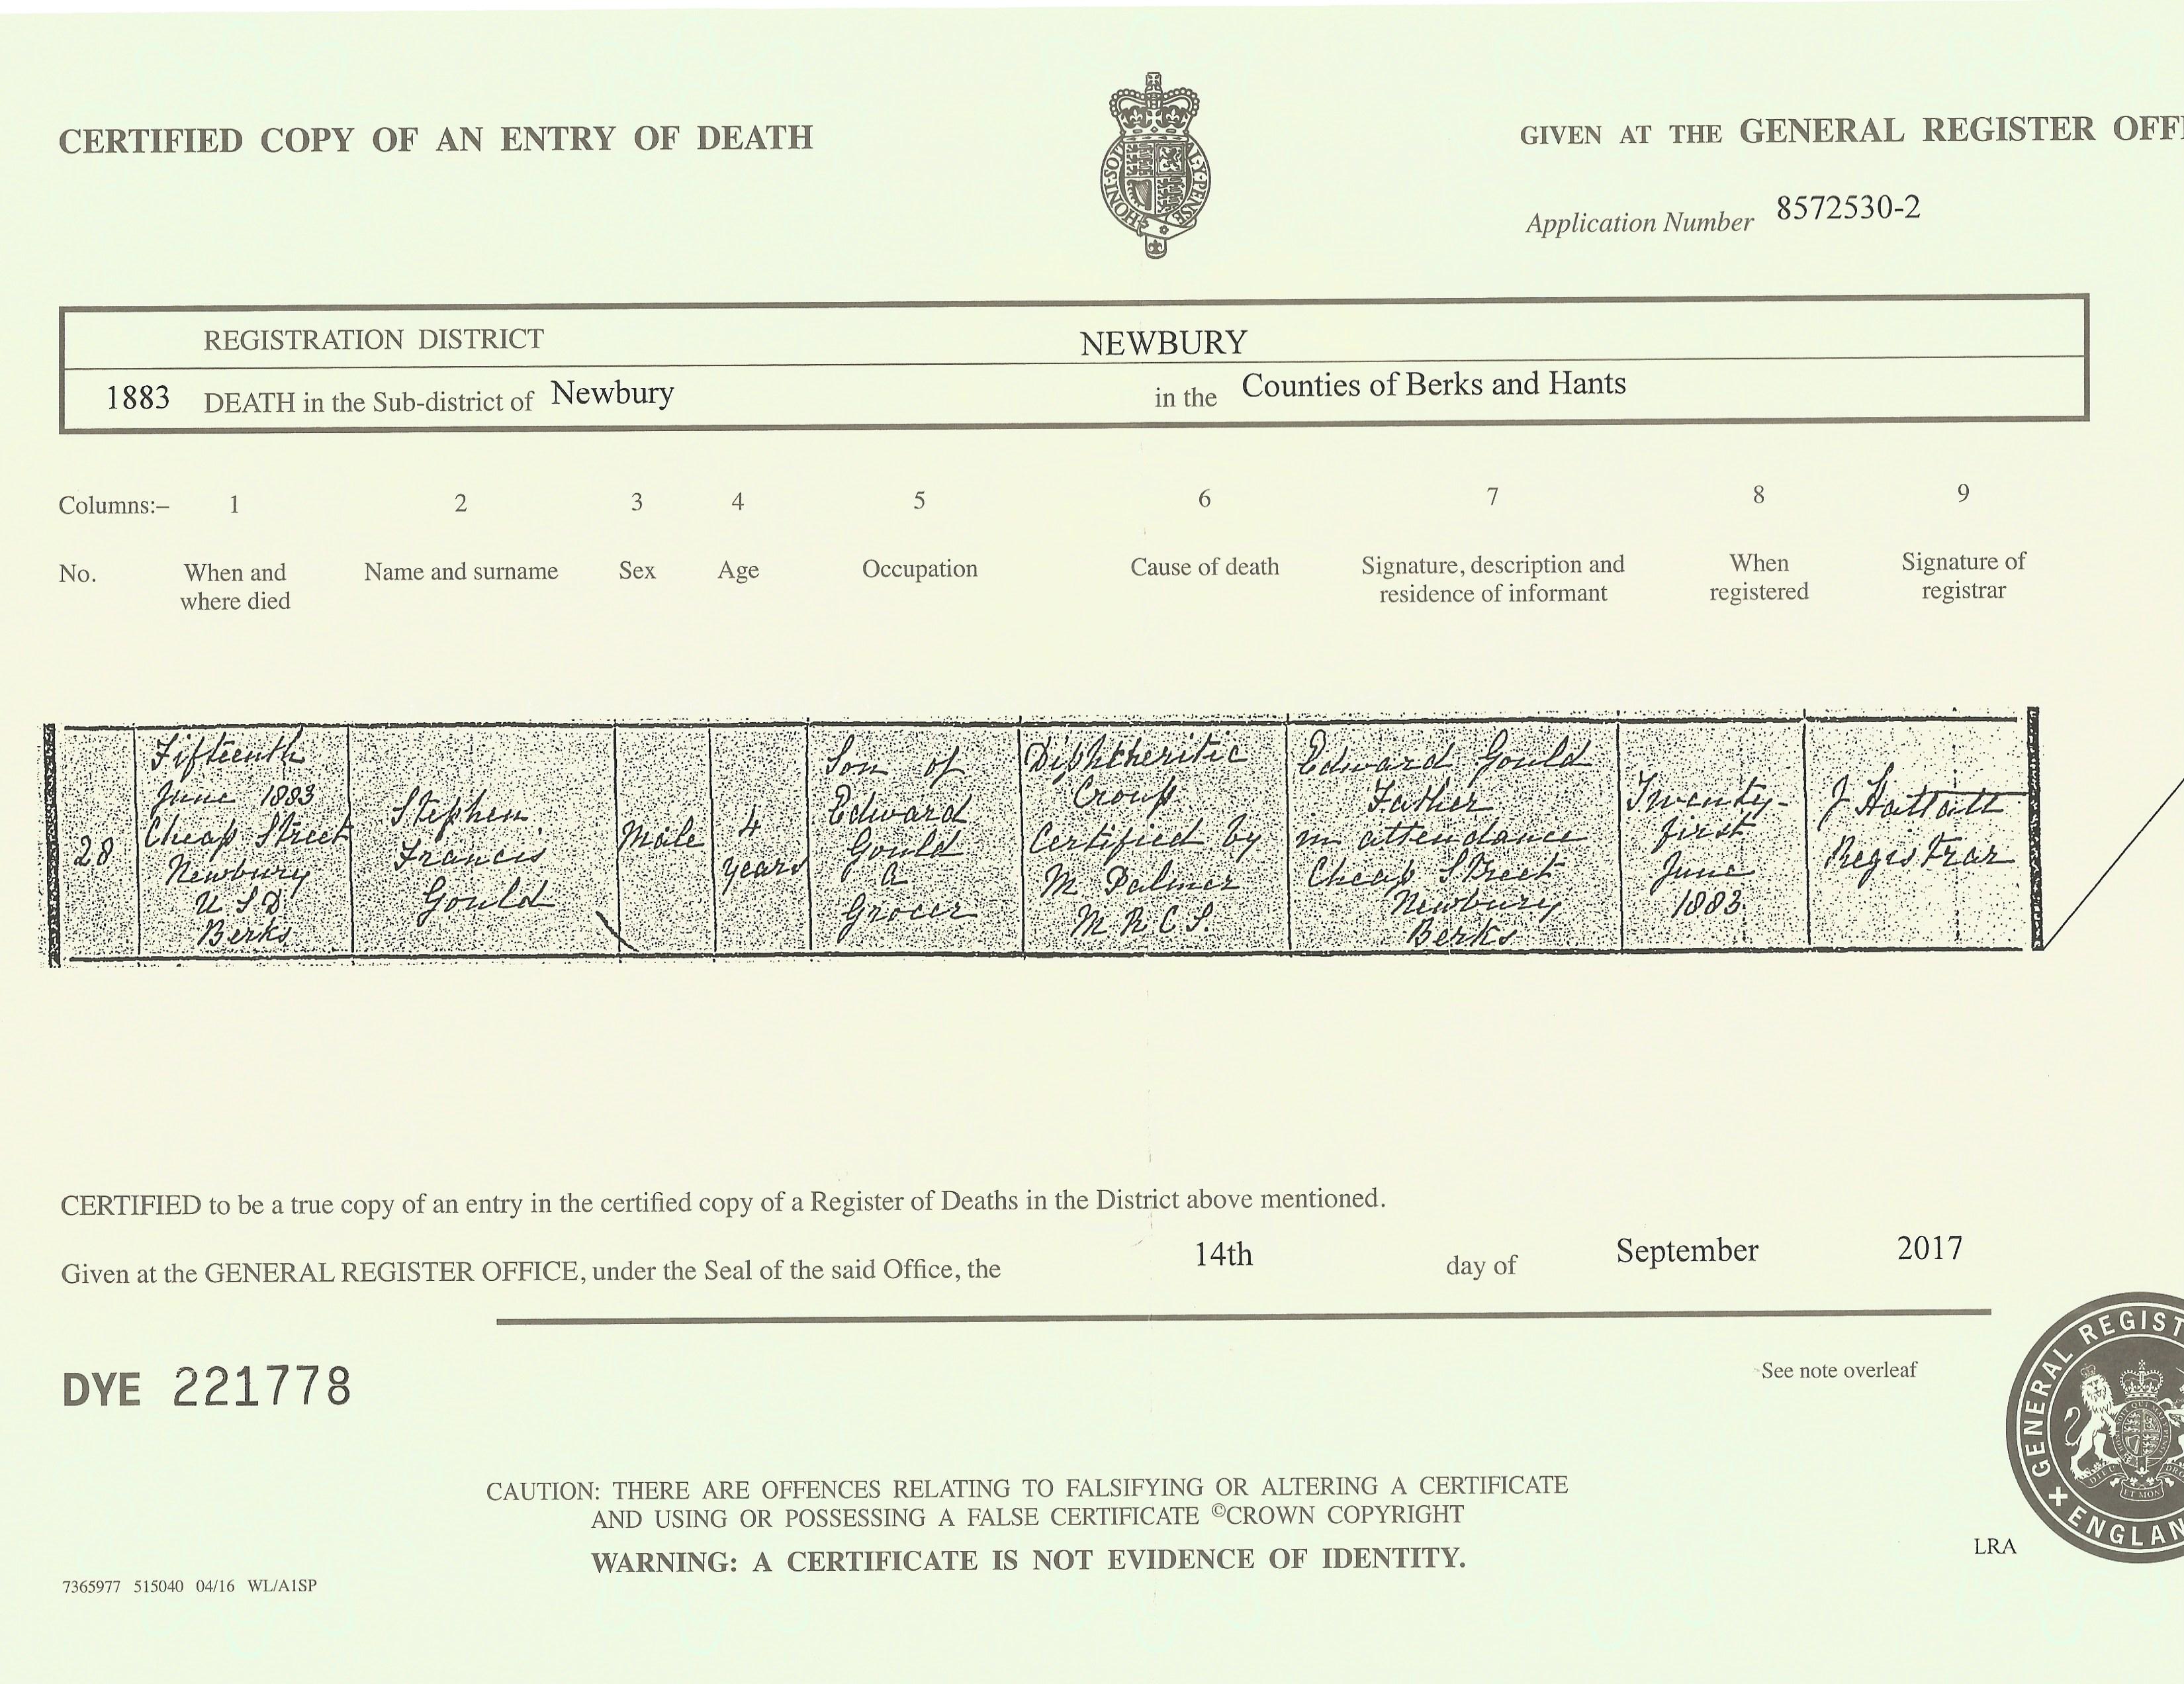 CERTIFIED COPY OF AN ENTRY OF DEATH
HONI·SOI AL·Y·PENSE
GIVEN AT THE GENERAL REGISTER OFFI
Application Number 8572530-2
REGISTRATION DISTRICT NEWBURY
1883 DEATH in the Sub-district of Newbury in the Counties of Berks and Hants
Columns:– 1 2 3 4 5 6 7 8 9
No. When and where died Name and surname Sex Age Occupation Cause of death Signature, description and residence of informant When registered Signature of registrar
28
Fifteenth
June 1883
Cheap Street
Newbury
U S D
Berks
Stephen
Francis
Gould
Male
4
years
Son of
Edward
Gould
a
Grocer
Diphtheritic
Croup
Certified by
M Palmer
M R C S.
Edward Gould
Father
in attendance
Cheap Street
Newbury
Berks
Twenty-
first
June
1883
J
Registrar
CERTIFIED to be a true copy of an entry in the certified copy of a Register of Deaths in the District above mentioned.
Given at the GENERAL REGISTER OFFICE, under the Seal of the said Office, the 14th day of September 2017
DYE 221778
See note overleaf
GENERAL REGIST
ENGLAN
CAUTION: THERE ARE OFFENCES RELATING TO FALSIFYING OR ALTERING A CERTIFICATE
AND USING OR POSSESSING A FALSE CERTIFICATE ©CROWN COPYRIGHT
WARNING: A CERTIFICATE IS NOT EVIDENCE OF IDENTITY.
LRA
7365977 515040 04/16 WL/A1SP